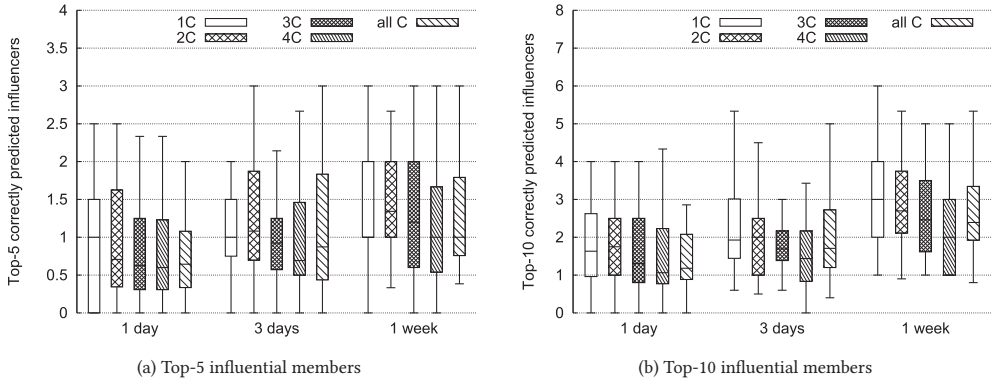 4
3.5
3
2.5
2
1.5
1
0.5
0
Top-5 correctly predicted influencers
1C
2C
3C
4C
all C
1 day
3 days
1 week
(a) Top-5 influential members
8
7
6
5
4
3
2
1
0
Top-10 correctly predicted influencers
1C
2C
3C
4C
all C
1 day
3 days
1 week
(b) Top-10 influential members